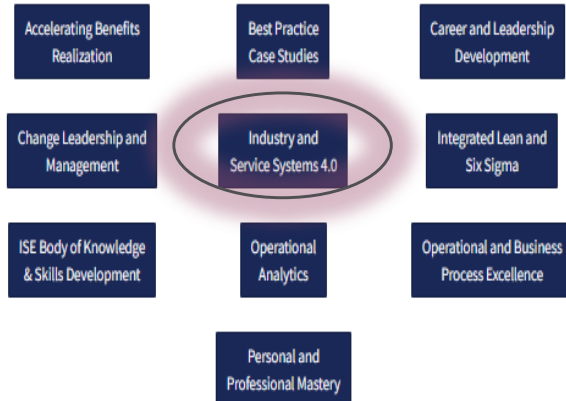 Accelerating Benefits
Realization
Best Practice
Case Studies
Career and Leadership
Development
Change Leadership and
Management
Industry and
Service Systems 4.0
Integrated Lean and
Six Sigma
ISE Body of Knowledge
& Skills Development
Operational
Analytics
Operational and Business
Process Excellence
Personal and
Professional Mastery